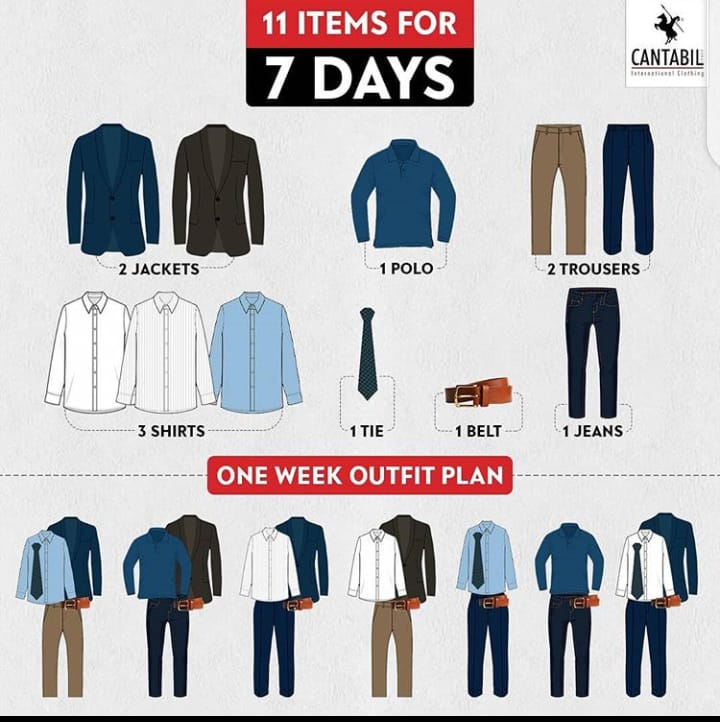 11 ITEMS FOR
7 DAYS
CANTABIL
International Clothing
2 JACKETS
1 POLO
2 TROUSERS
3 SHIRTS
1 TIE
1 BELT
1 JEANS
ONE WEEK OUTFIT PLAN